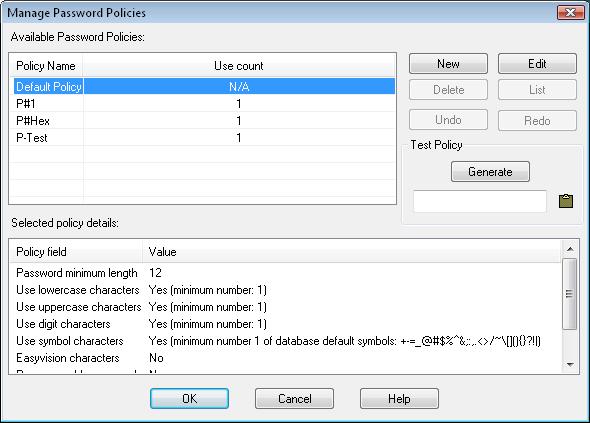 Manage Password Policies
Available Password Policies:
Policy Name Use count
Default Policy N/A
P#1 1
P#Hex 1
P-Test 1
New Edit
Delete List
Undo Redo
Test Policy
Generate
Selected policy details:
Policy field Value
Password minimum length 12
Use lowercase characters Yes (minimum number: 1)
Use uppercase characters Yes (minimum number: 1)
Use digit characters Yes (minimum number: 1)
Use symbol characters Yes (minimum number 1 of database default symbols: +-=_@#$%^&;:,.<>/~\[](){}?!|)
Easyvision characters No
OK Cancel Help